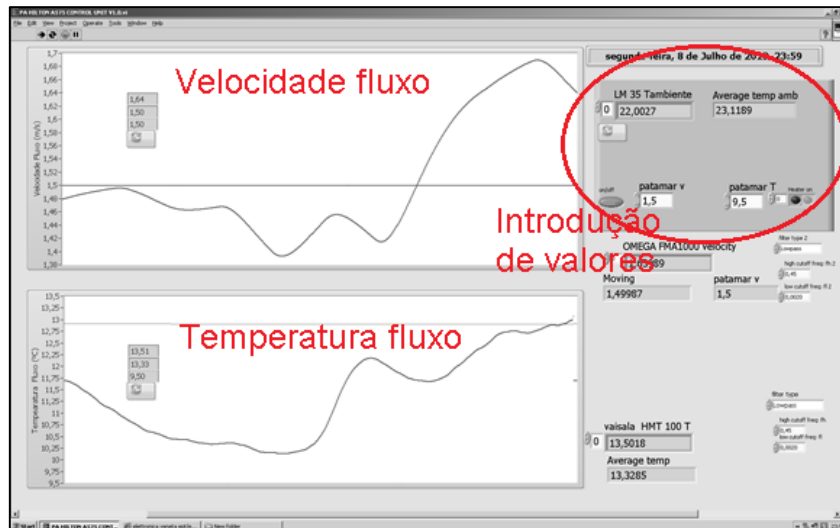 PA HILTON A575 CONTROL UNIT V1.0.vi
File Edit View Project Operate Tools Window Help
segunda-feira, 8 de Julho de 23:59
Velocidade fluxo
Velocidade Fluxo (m/s)
1,7
1,68
1,66
1,64
1,62
1,6
1,58
1,56
1,54
1,52
1,5
1,48
1,46
1,44
1,42
1,4
1,38
1,64
1,50
1,50
LM 35 Tambiente
Average temp amb
0
22,0027
23,1189
on/off
patamar v
patamar T
Heater on
1,5
9,5
0
Introdução
de valores
OMEGA FMA1000 velocity
Moving
patamar v
1,49987
1,5
filter type 2
Lowpass
high cutoff freq: fh 2
0,45
low cutoff freq: fl 2
0,0020
Temperatura fluxo
Temperatura Fluxo (ºC)
13,5
13
12,75
12,5
12,25
12
11,75
11,5
11,25
11
10,75
10,5
10,25
10
9,75
9,5
13,51
13,33
9,50
vaisala HMT 100 T
0
13,5018
Average temp
13,3285
filter type
Lowpass
high cutoff freq: fh
0,45
low cutoff freq: fl
0,0020
Start
PA HILTON A575 CONT...
New Folder